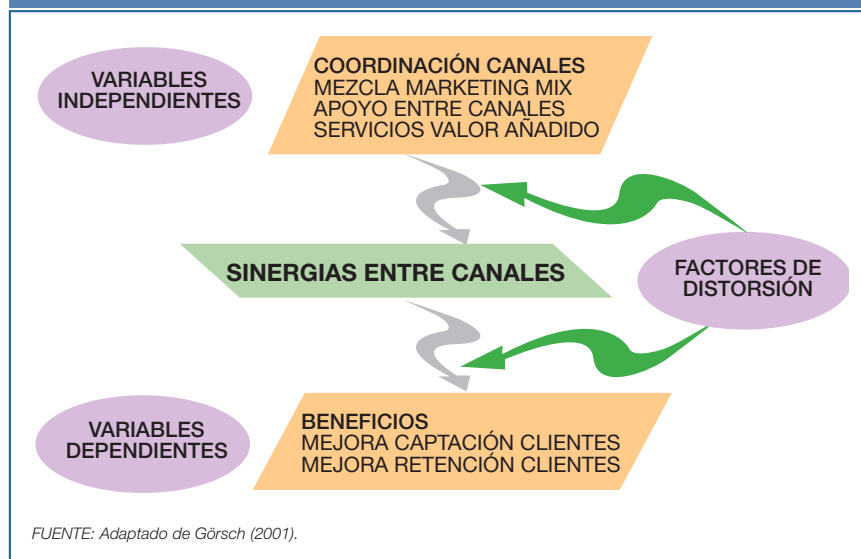 VARIABLES
INDEPENDIENTES
COORDINACIÓN CANALES
MEZCLA MARKETING MIX
APOYO ENTRE CANALES
SERVICIOS VALOR AÑADIDO
SINERGIAS ENTRE CANALES
FACTORES DE
DISTORSIÓN
VARIABLES
DEPENDIENTES
BENEFICIOS
MEJORA CAPTACIÓN CLIENTES
MEJORA RETENCIÓN CLIENTES
FUENTE: Adaptado de Görsch (2001).